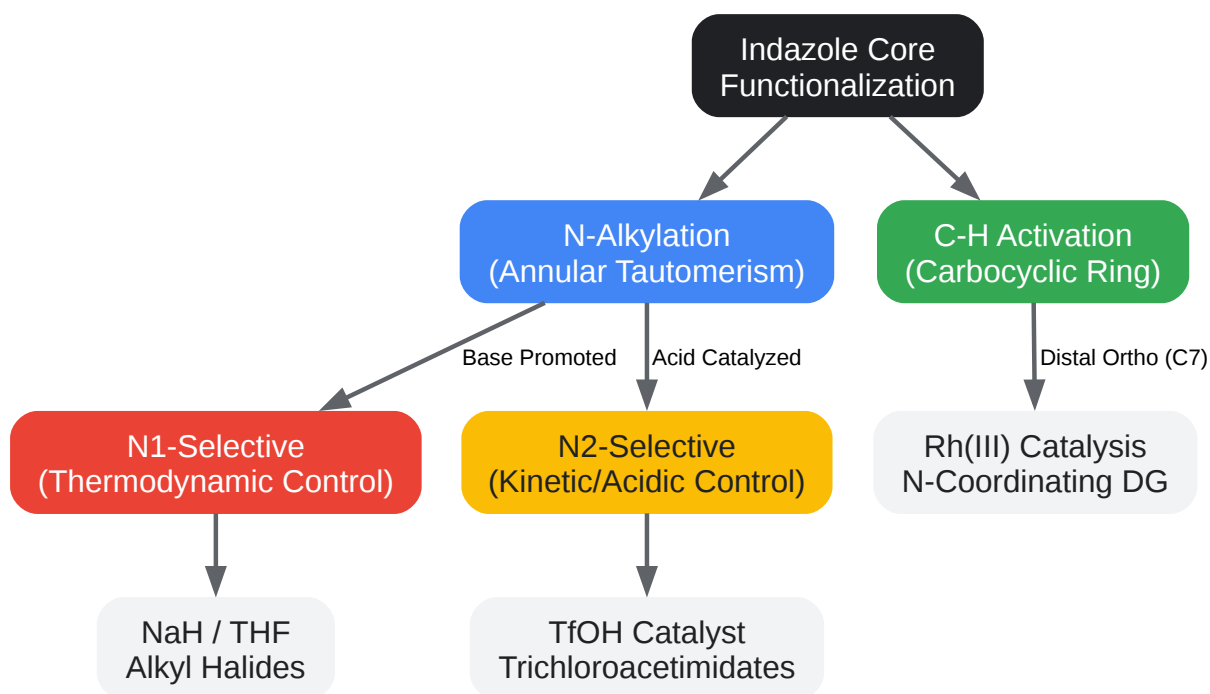 Indazole Core
Functionalization
N-Alkylation
(Annular Tautomerism)
C-H Activation
(Carbocyclic Ring)
Base Promoted
Acid Catalyzed
Distal Ortho (C7)
N1-Selective
(Thermodynamic Control)
N2-Selective
(Kinetic/Acidic Control)
Rh(III) Catalysis
N-Coordinating DG
NaH / THF
Alkyl Halides
TfOH Catalyst
Trichloroacetimidates